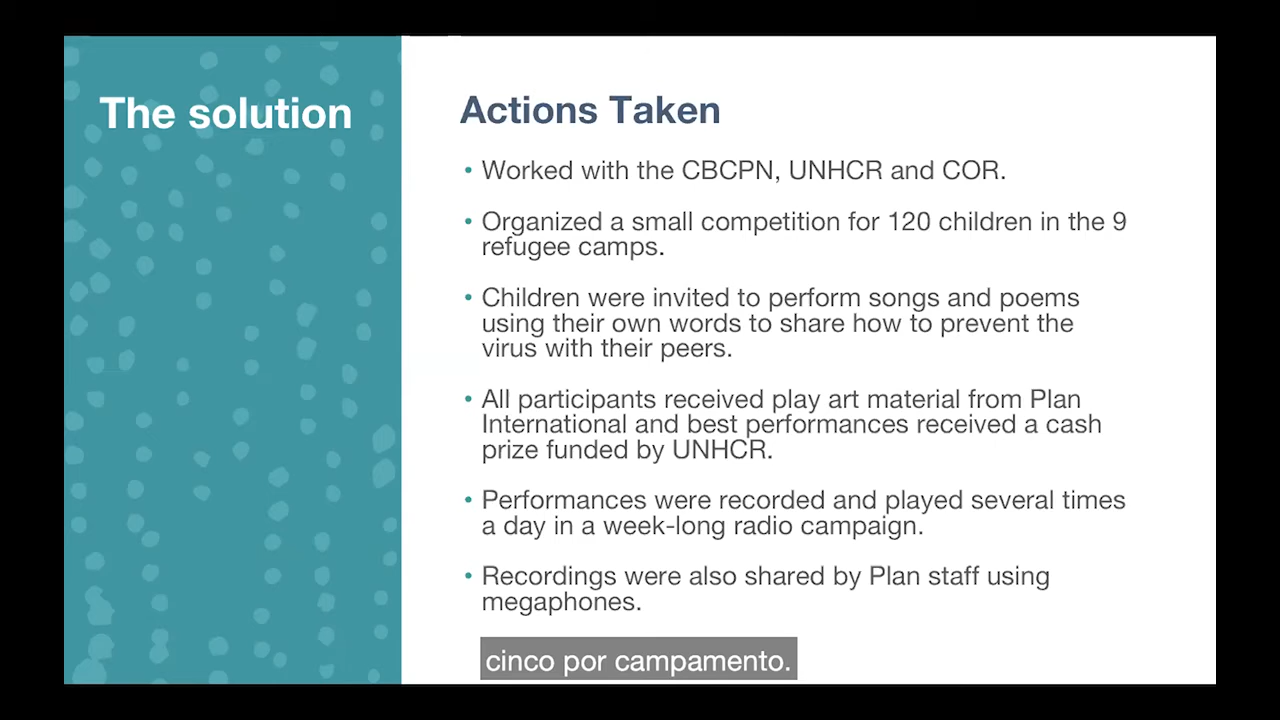 The solution
Actions Taken
• Worked with the CBCPN, UNHCR and COR.
• Organized a small competition for 120 children in the 9
refugee camps.
• Children were invited to perform songs and poems
using their own words to share how to prevent the
virus with their peers.
• All participants received play art material from Plan
International and best performances received a cash
prize funded by UNHCR.
• Performances were recorded and played several times
a day in a week-long radio campaign.
• Recordings were also shared by Plan staff using
megaphones.
cinco por campamento.